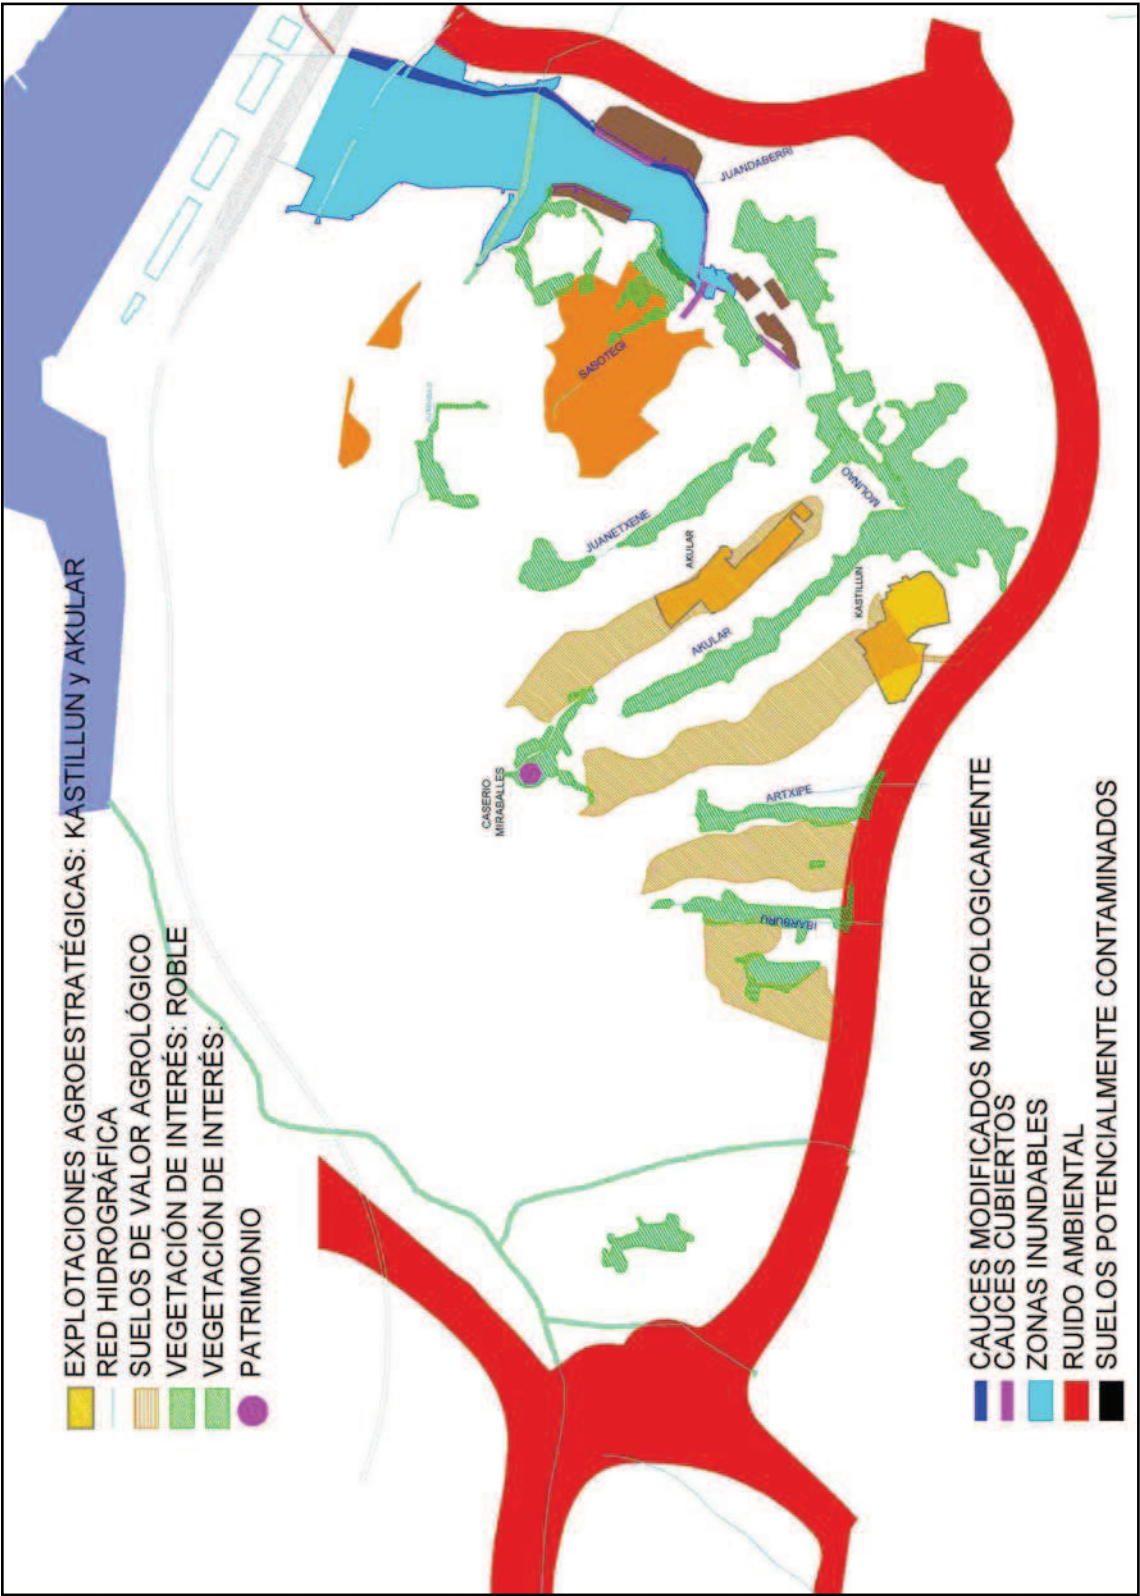 EXPLOTACIONES AGROESTRATÉGICAS: KASTILLUN y AKULAR
RED HIDROGRÁFICA
SUELOS DE VALOR AGROLÓGICO
VEGETACIÓN DE INTERÉS: ROBLE
VEGETACIÓN DE INTERÉS:
PATRIMONIO
JUANDABERRI
SASOTEGI
JUANETXENE
MOLINAO
AKULAR
AKULAR
KASTILLUN
CASERIO
MIRABALLES
ARTXIPE
IBARBURU
CAUCES MODIFICADOS MORFOLOGICAMENTE
CAUCES CUBIERTOS
ZONAS INUNDABLES
RUIDO AMBIENTAL
SUELOS POTENCIALMENTE CONTAMINADOS